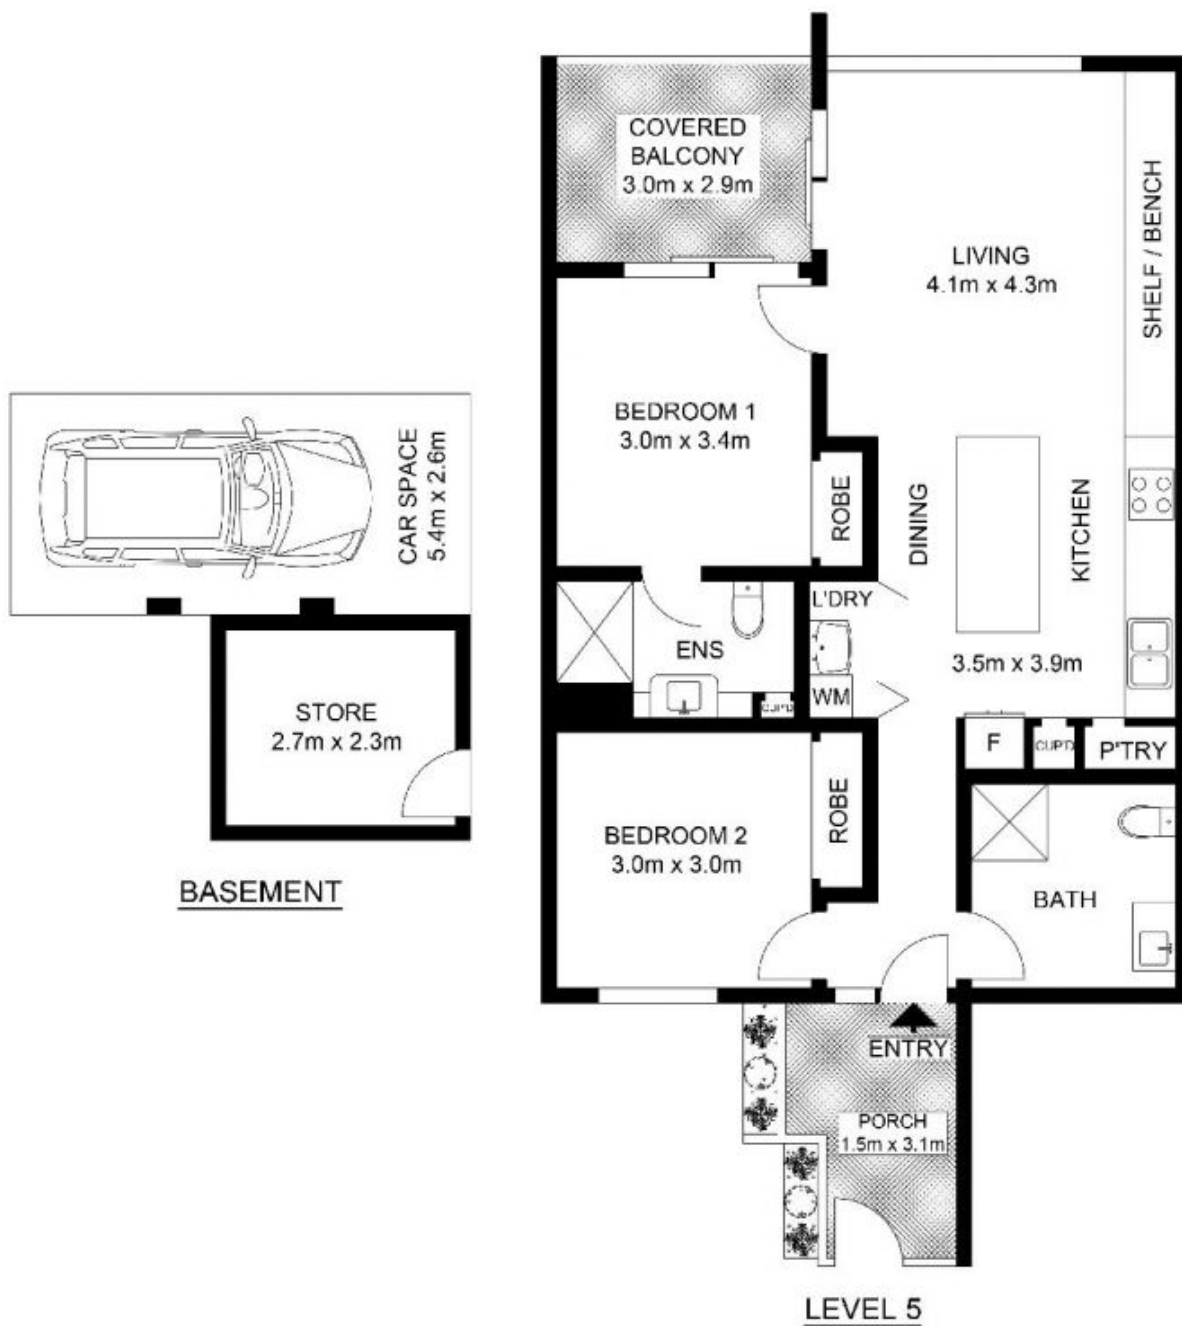 COVERED
BALCONY
3.0m x 2.9m
LIVING
4.1m x 4.3m
SHELF / BENCH
BEDROOM 1
3.0m x 3.4m
ROBE
DINING
KITCHEN
3.5m x 3.9m
L'DRY
WM
ENS
CUP'D
F
CUP'D
P'TRY
BEDROOM 2
3.0m x 3.0m
ROBE
BATH
ENTRY
PORCH
1.5m x 3.1m
LEVEL 5
CAR SPACE
5.4m x 2.6m
STORE
2.7m x 2.3m
BASEMENT